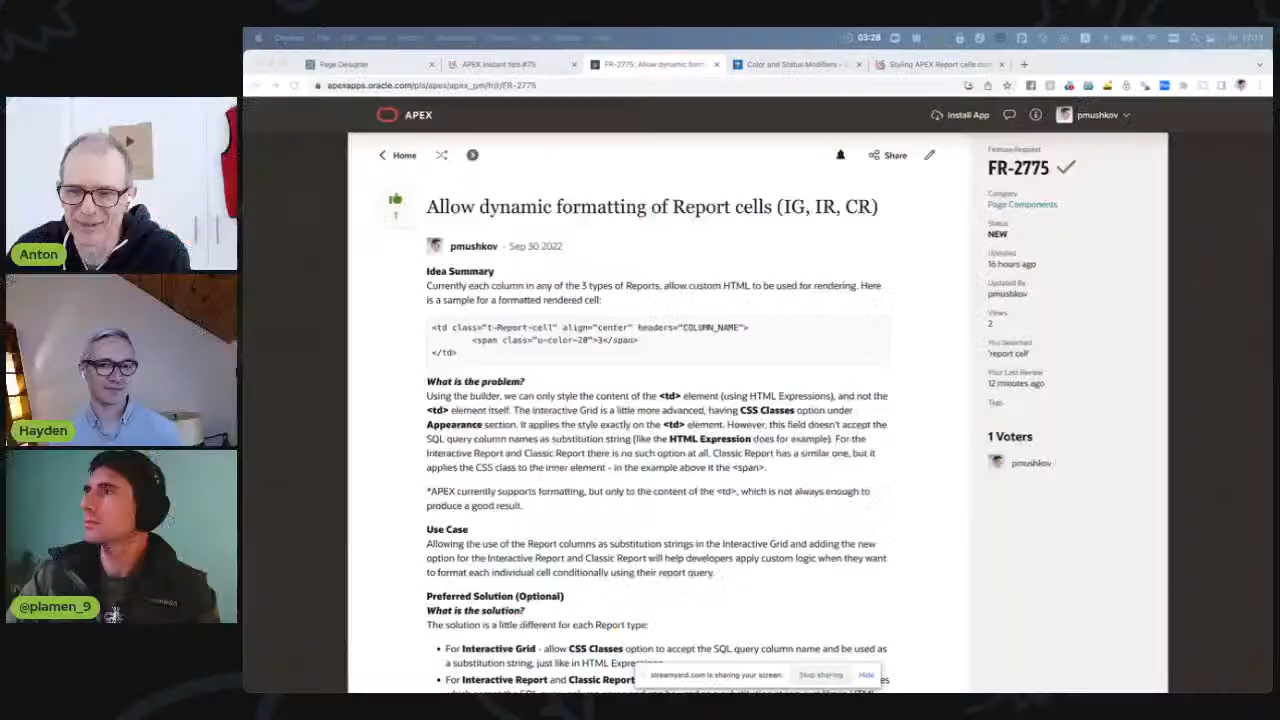 Chrome
03:28
Page Designer
APEX Instant tips #75
FR-2775: Allow dynamic form
Color and Status Modifiers -
Styling APEX Report cells
apexapps.oracle.com/pls/apex/apex_pm/r/
/FR-2775
APEX
Install App
pmushkov
Home
Share
1
Allow dynamic formatting of Report cells (IG, IR, CR)
pmushkov - Sep 30 2022
Idea Summary
Currently each column in any of the 3 types of Reports, allow custom HTML to be used for rendering. Here
is a sample for a formatted rendered cell:
<td class="t-Report-cell" align="center" headers="COLUMN_NAME">
<span class="u-color-20">3</span>
</td>
What is the problem?
Using the builder, we can only style the content of the <td> element (using HTML Expressions), and not the
<td> element itself. The Interactive Grid is a little more advanced, having CSS Classes option under
Appearance section. It applies the style exactly on the <td> element. However, this field doesn't accept the
SQL query column names as substitution string (like the HTML Expression does for example). For the
Interactive Report and Classic Report there is no such option at all. Classic Report has a similar one, but it
applies the CSS class to the inner element - in the example above it the <span>.
*APEX currently supports formatting, but only to the content of the <td>, which is not always enough to
produce a good result.
Use Case
Allowing the use of the Report columns as substitution strings in the Interactive Grid and adding the new
option for the Interactive Report and Classic Report will help developers apply custom logic when they want
to format each individual cell conditionally using their report query.
Preferred Solution (Optional)
What is the solution?
The solution is a little different for each Report type:
• For Interactive Grid - allow CSS Classes option to accept the SQL query column name and be used as
a substitution string, just like in HTML Expressions.
• For Interactive Report and Classic Report
Feature Request
FR-2775
Category
Page Components
Status
NEW
Updated
16 hours ago
Updated By
pmushkov
Views
2
You Searched
'report cell'
Your Last Review
12 minutes ago
Tags
1 Voters
pmushkov
streamyard.com is sharing your screen.
Stop sharing
Hide
Anton
Hayden
@plamen_9